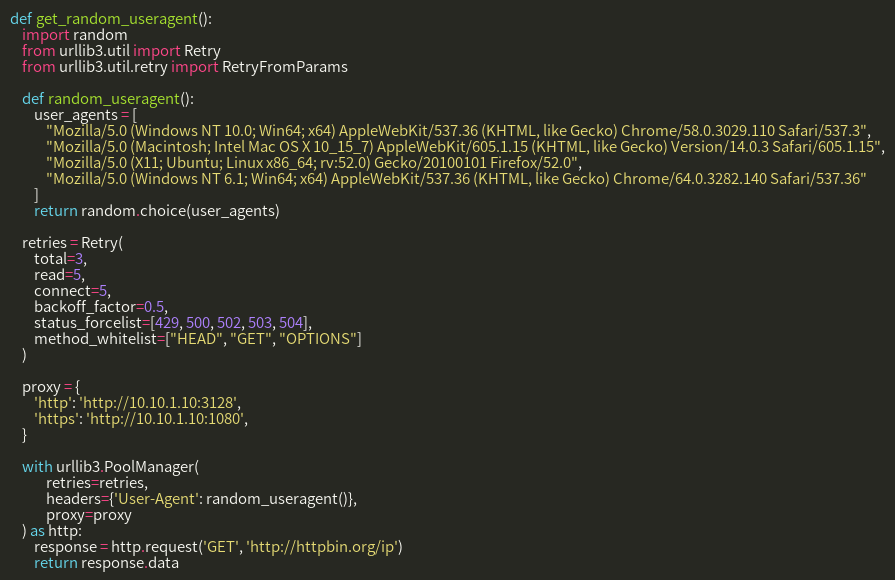 def get_random_useragent():
    import random
    from urllib3.util import Retry
    from urllib3.util.retry import RetryFromParams

    def random_useragent():
        user_agents = [
            "Mozilla/5.0 (Windows NT 10.0; Win64; x64) AppleWebKit/537.36 (KHTML, like Gecko) Chrome/58.0.3029.110 Safari/537.3",
            "Mozilla/5.0 (Macintosh; Intel Mac OS X 10_15_7) AppleWebKit/605.1.15 (KHTML, like Gecko) Version/14.0.3 Safari/605.1.15",
            "Mozilla/5.0 (X11; Ubuntu; Linux x86_64; rv:52.0) Gecko/20100101 Firefox/52.0",
            "Mozilla/5.0 (Windows NT 6.1; Win64; x64) AppleWebKit/537.36 (KHTML, like Gecko) Chrome/64.0.3282.140 Safari/537.36"
        ]
        return random.choice(user_agents)

    retries = Retry(
        total=3,
        read=5,
        connect=5,
        backoff_factor=0.5,
        status_forcelist=[429, 500, 502, 503, 504],
        method_whitelist=["HEAD", "GET", "OPTIONS"]
    )

    proxy = {
        'http': 'http://10.10.1.10:3128',
        'https': 'http://10.10.1.10:1080',
    }

    with urllib3.PoolManager(
            retries=retries,
            headers={'User-Agent': random_useragent()},
            proxy=proxy
    ) as http:
        response = http.request('GET', 'http://httpbin.org/ip')
        return response.data